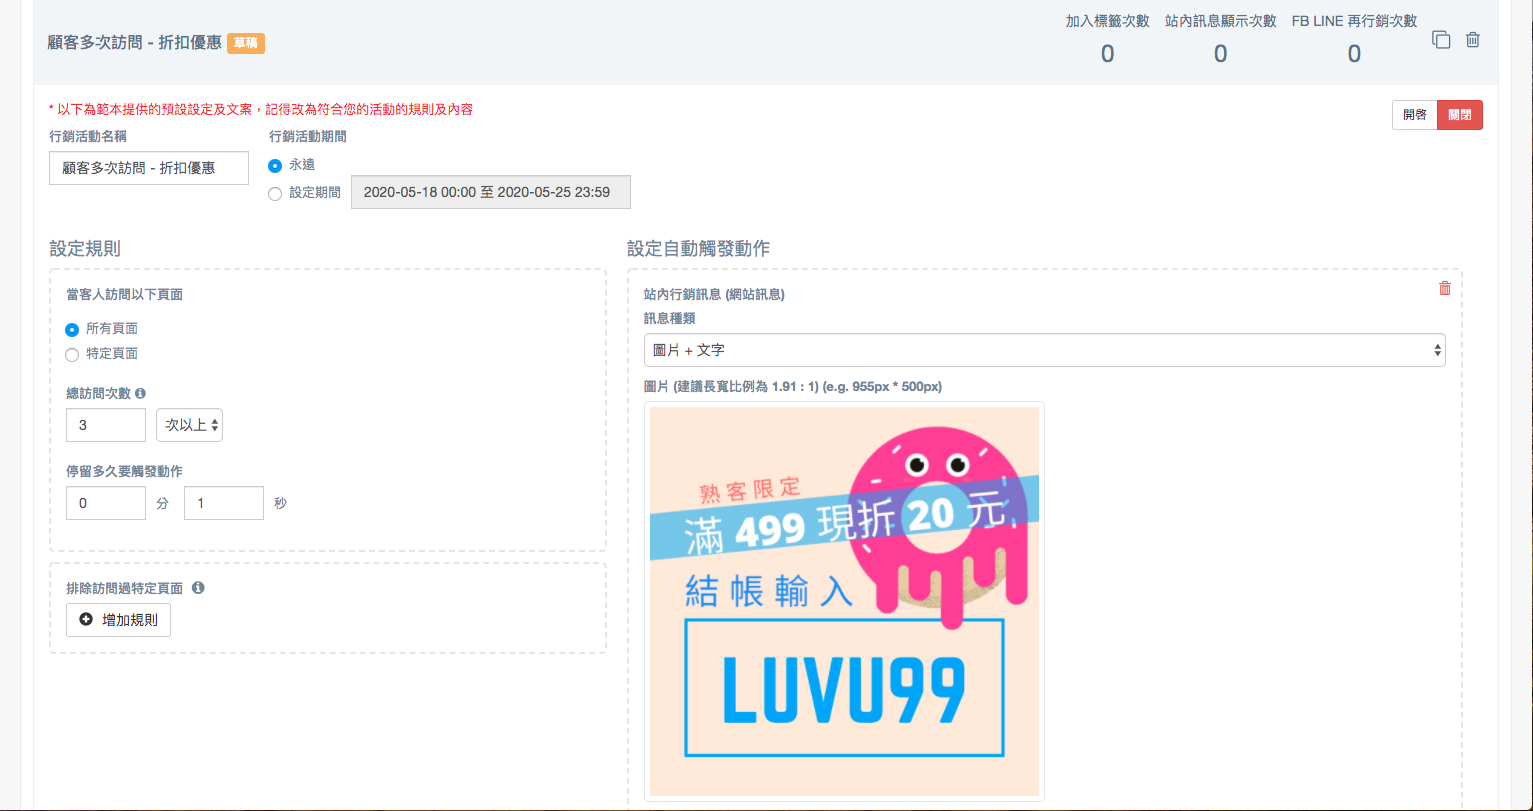 顧客多次訪問 - 折扣優惠 草稿
加入標籤次數 站內訊息顯示次數 FB LINE 再行銷次數
0 0 0
* 以下為範本提供的預設設定及文案，記得改為符合您的活動的規則及內容
開啓 關閉
行銷活動名稱 行銷活動期間
顧客多次訪問 - 折扣優惠
永遠
設定期間 2020-05-18 00:00 至 2020-05-25 23:59
設定規則
當客人訪問以下頁面
所有頁面
特定頁面
總訪問次數
3 次以上
停留多久要觸發動作
0 分 1 秒
排除訪問過特定頁面
增加規則
設定自動觸發動作
站內行銷訊息 (網站訊息)
訊息種類
圖片 + 文字
圖片 (建議長寬比例為 1.91 : 1) (e.g. 955px * 500px)
熟客限定
滿 499 現折 20 元
結帳輸入
LUVU99